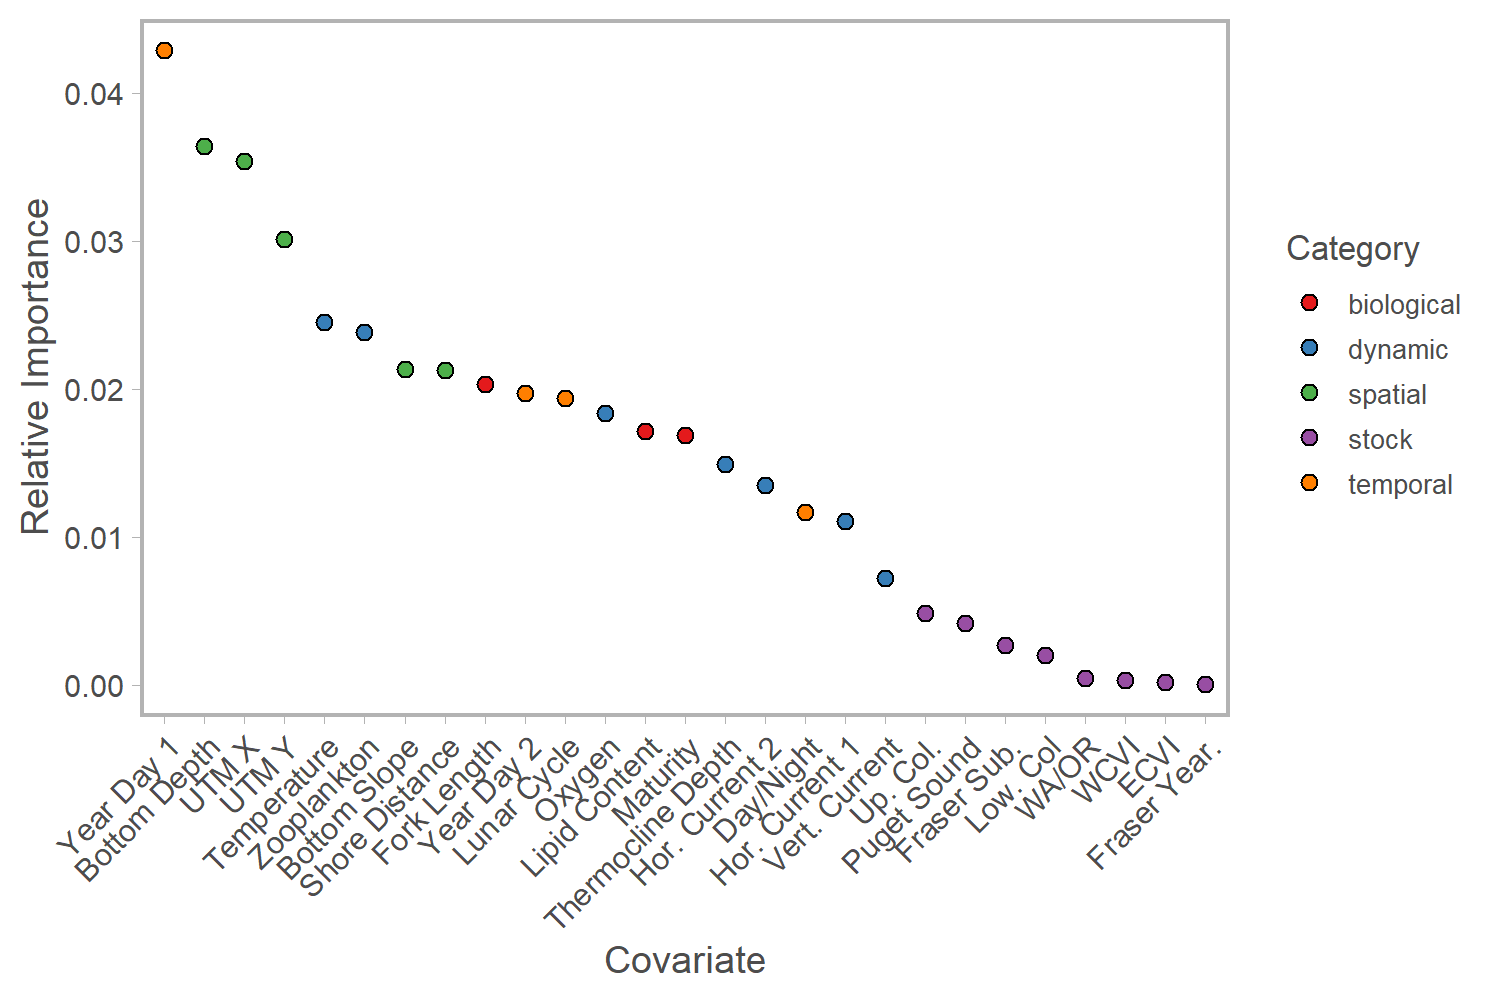 0.04
0.03
0.02
0.01
0.00
Relative Importance
Year Day 1
Bottom Depth
UTM X
UTM Y
Temperature
Zooplankton
Bottom Slope
Shore Distance
Fork Length
Year Day 2
Lunar Cycle
Oxygen
Lipid Content
Maturity
Thermocline Depth
Hor. Current 2
Day/Night
Hor. Current 1
Vert. Current
Up. Col.
Puget Sound
Fraser Sub.
Low. Col
WA/OR
WCVI
ECVI
Fraser Year.
Covariate
Category
biological
dynamic
spatial
stock
temporal